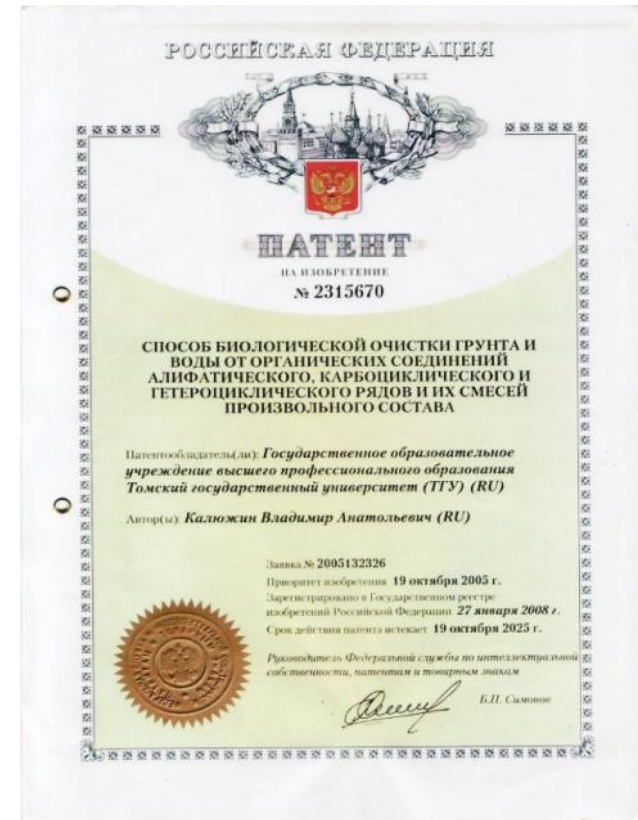 РОССИЙСКАЯ ФЕДЕРАЦИЯ
ПАТЕНТ
НА ИЗОБРЕТЕНИЕ
№ 2315670
СПОСОБ БИОЛОГИЧЕСКОЙ ОЧИСТКИ ГРУНТА И
ВОДЫ ОТ ОРГАНИЧЕСКИХ СОЕДИНЕНИЙ
АЛИФАТИЧЕСКОГО, КАРБОЦИКЛИЧЕСКОГО И
ГЕТЕРОЦИКЛИЧЕСКОГО РЯДОВ И ИХ СМЕСЕЙ
ПРОИЗВОЛЬНОГО СОСТАВА
Патентообладатель(ли): Государственное образовательное
учреждение высшего профессионального образования
Томский государственный университет (ТГУ) (RU)
Автор(ы): Калюжин Владимир Анатольевич (RU)
Заявка № 2005132326
Приоритет изобретения 19 октября 2005 г.
Зарегистрировано в Государственном реестре
изобретений Российской Федерации 27 января 2008 г.
Срок действия патента истекает 19 октября 2025 г.
Руководитель Федеральной службы по интеллектуальной
собственности, патентам и товарным знакам
Б.П. Симонов